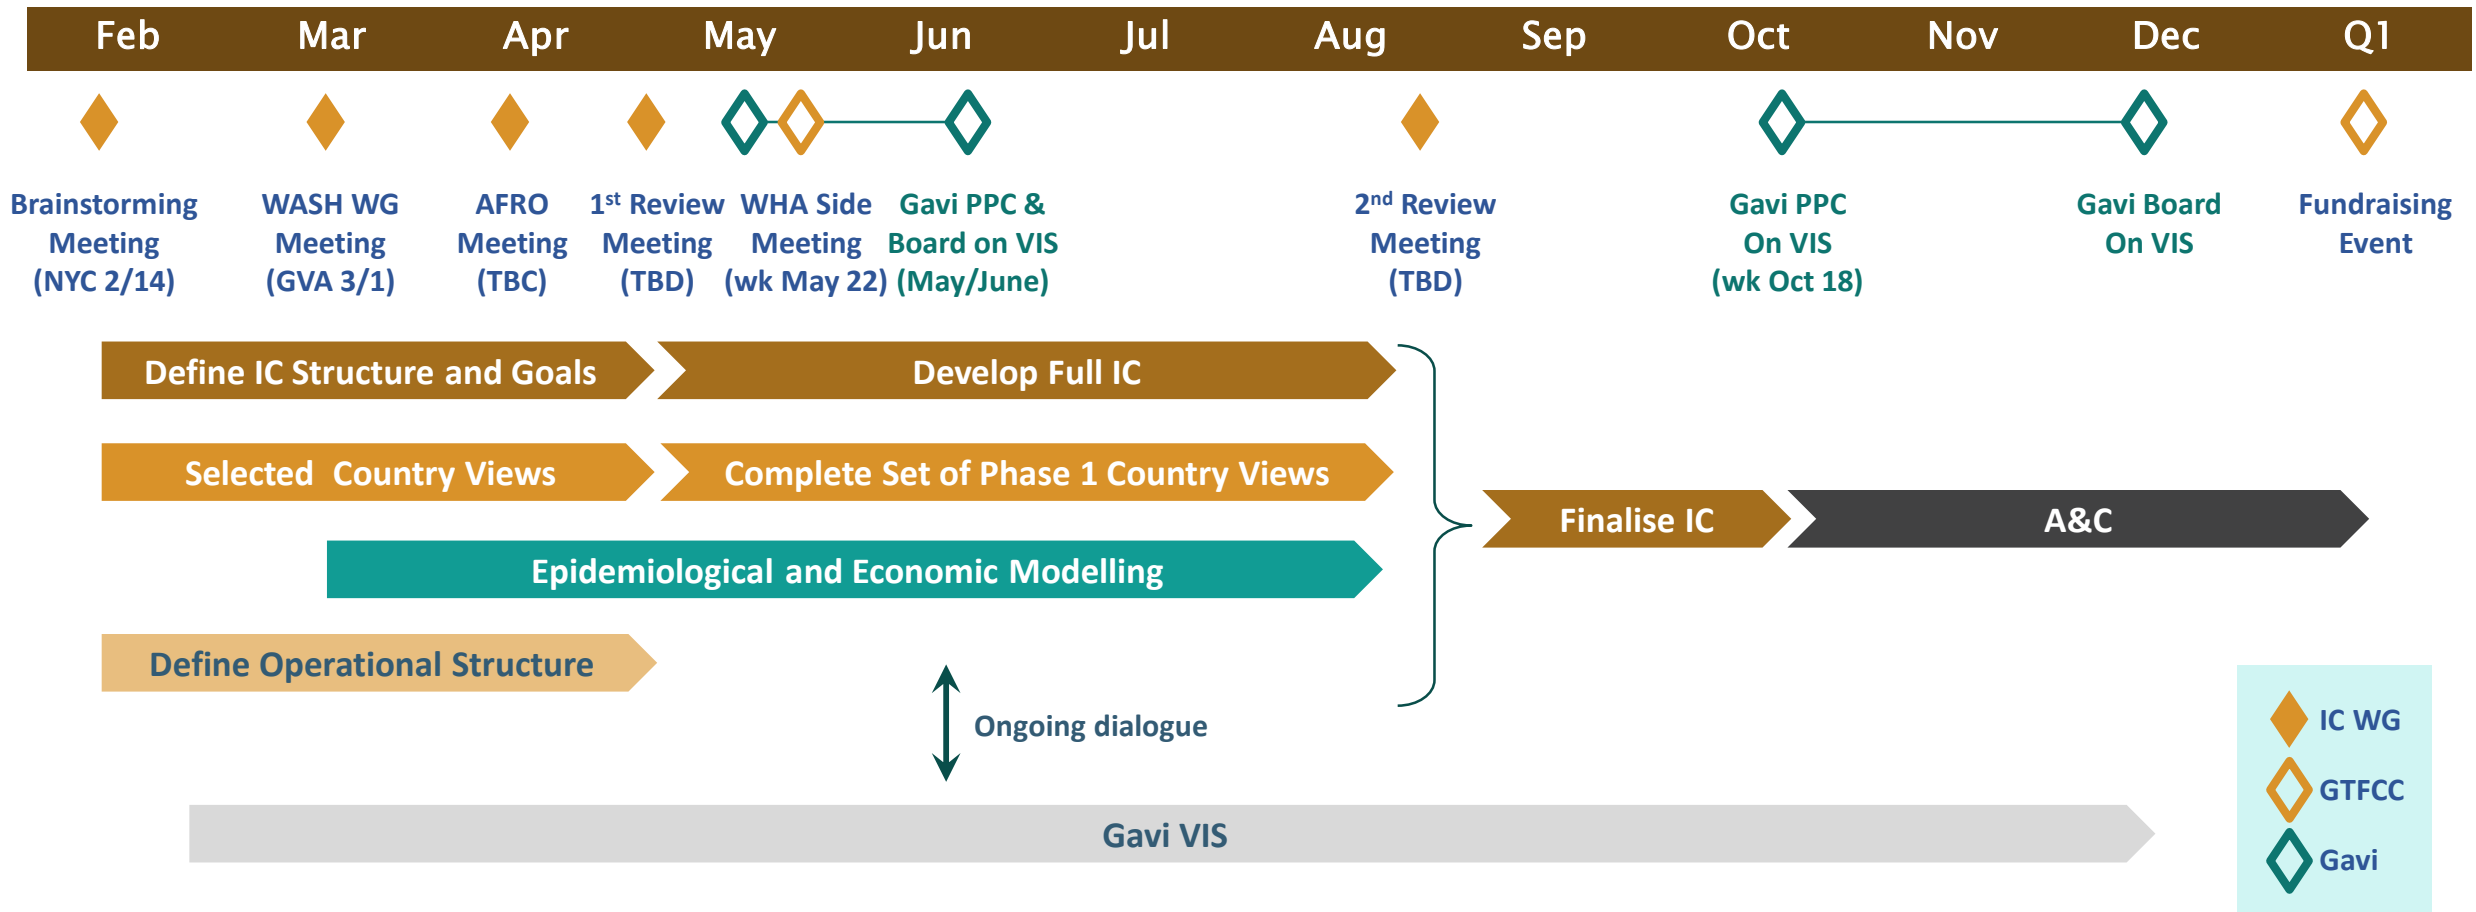 Feb Mar Apr May Jun Jul Aug Sep Oct Nov Dec Q1
Brainstorming
Meeting
(NYC 2/14)
WASH WG
Meeting
(GVA 3/1)
AFRO
Meeting
(TBC)
1st Review
Meeting
(TBD)
WHA Side
Meeting
(wk May 22)
Gavi PPC &
Board on VIS
(May/June)
2nd Review
Meeting
(TBD)
Gavi PPC
On VIS
(wk Oct 18)
Gavi Board
On VIS
Fundraising
Event
Define IC Structure and Goals
Develop Full IC
Selected Country Views
Complete Set of Phase 1 Country Views
Finalise IC
A&C
Epidemiological and Economic Modelling
Define Operational Structure
Ongoing dialogue
Gavi VIS
IC WG
GTFCC
Gavi